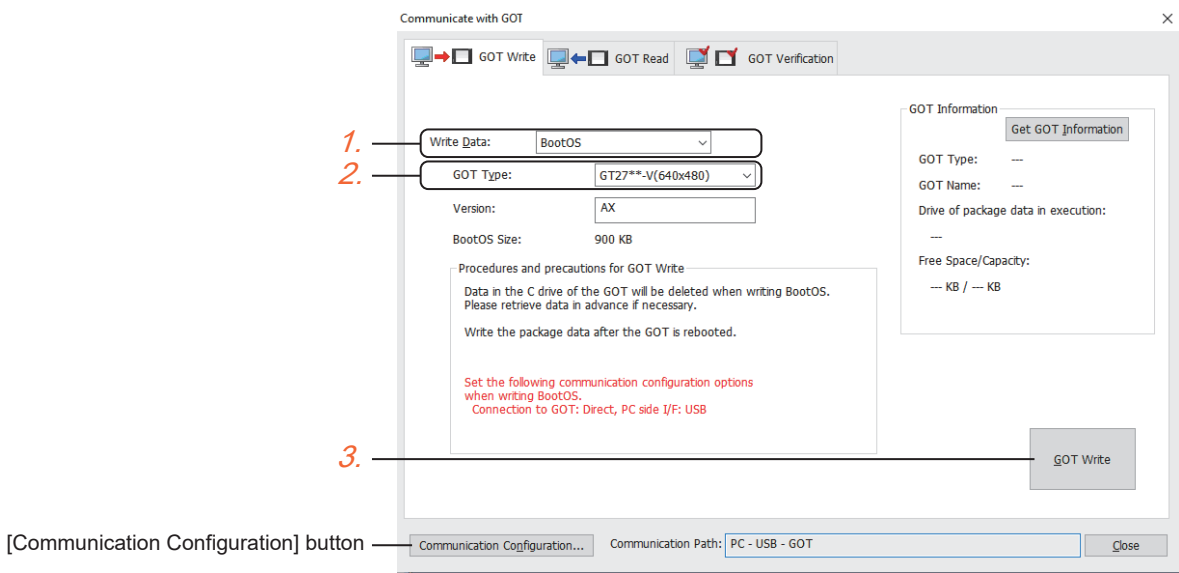 Communicate with GOT
GOT Write
GOT Read
GOT Verification
1.
Write Data:
BootOS
2.
GOT Type:
GT27**-V(640x480)
Version:
AX
BootOS Size:
900 KB
Procedures and precautions for GOT Write
Data in the C drive of the GOT will be deleted when writing BootOS.
Please retrieve data in advance if necessary.
Write the package data after the GOT is rebooted.
Set the following communication configuration options
when writing BootOS.
Connection to GOT: Direct, PC side I/F: USB
GOT Information
Get GOT Information
GOT Type: ---
GOT Name: ---
Drive of package data in execution:
---
Free Space/Capacity:
--- KB / --- KB
3.
GOT Write
[Communication Configuration] button
Communication Configuration...
Communication Path:
PC - USB - GOT
Close